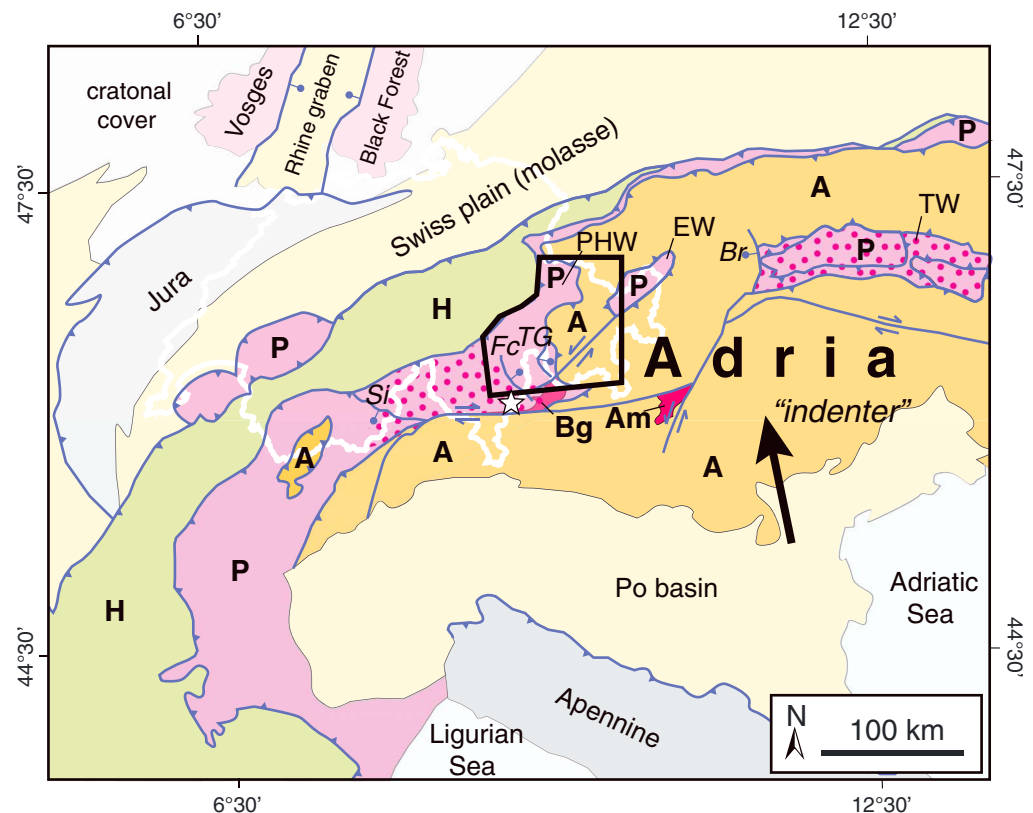 6°30'
12°30'
cratonal
cover
Vosges
Rhine graben
Black Forest
P
47°30'
47°30'
Swiss plain (molasse)
A
TW
PHW
EW
Br
P
Jura
P
P
H
A
P
Fc
TG
Adria
Si
"indenter"
Bg
Am
A
A
A
P
Po basin
Adriatic
Sea
H
44°30'
44°30'
Apennine
N
100 km
Ligurian
Sea
6°30'
12°30'